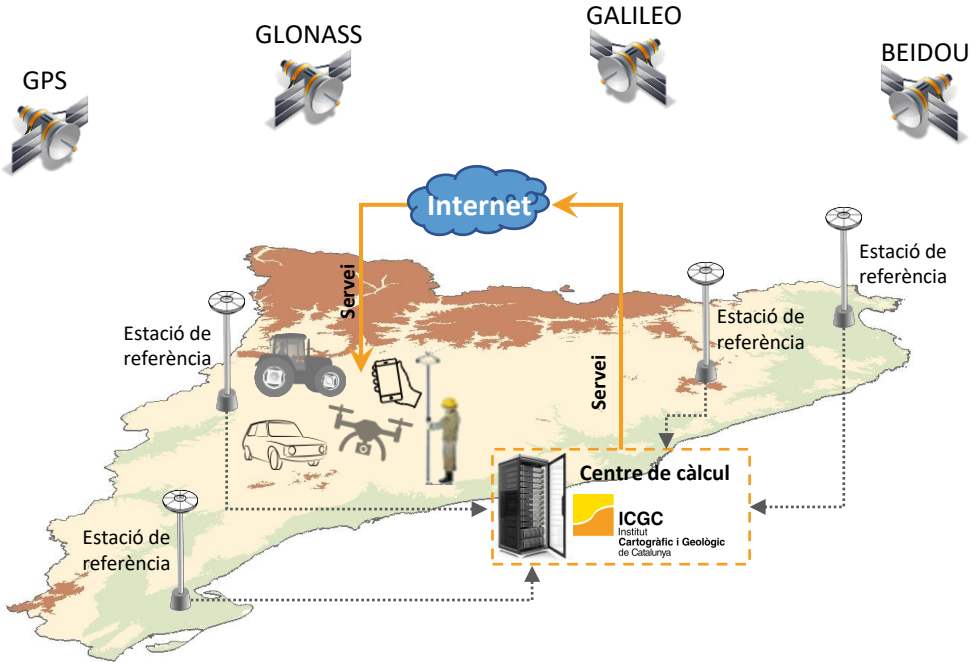 GPS
GLONASS
GALILEO
BEIDOU
Internet
Servei
Servei
Estació de
referència
Estació de
referència
Estació de
referència
Estació de
referència
Centre de càlcul
ICGC
Institut
Cartogràfic i Geològic
de Catalunya